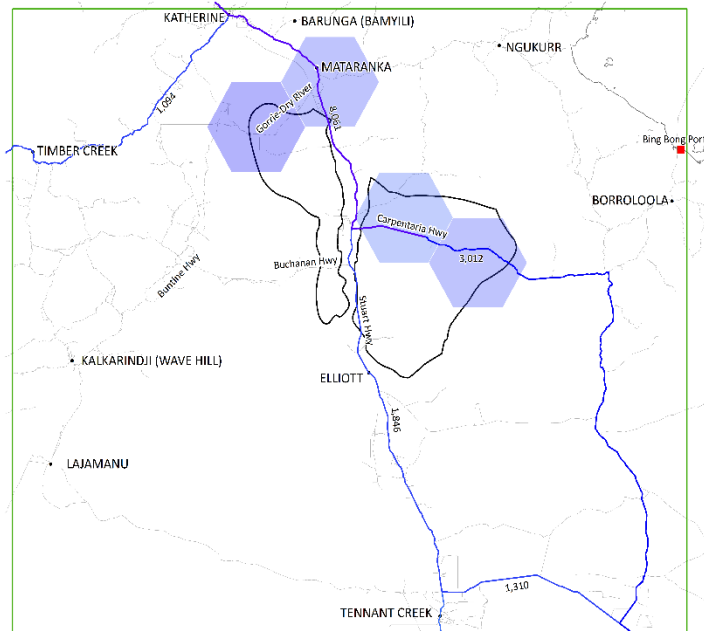 KATHERINE
BARUNGA (BAMYILI)
NGUKURR
MATARANKA
1,094
Gorrie-Dry River
8,061
Bing Bong Port
TIMBER CREEK
BORROLOOLA
Carpentaria Hwy
Buchanan Hwy
3,012
Buntine Hwy
Stuart Hwy
KALKARINDJI (WAVE HILL)
ELLIOTT
1,846
LAJAMANU
1,310
TENNANT CREEK